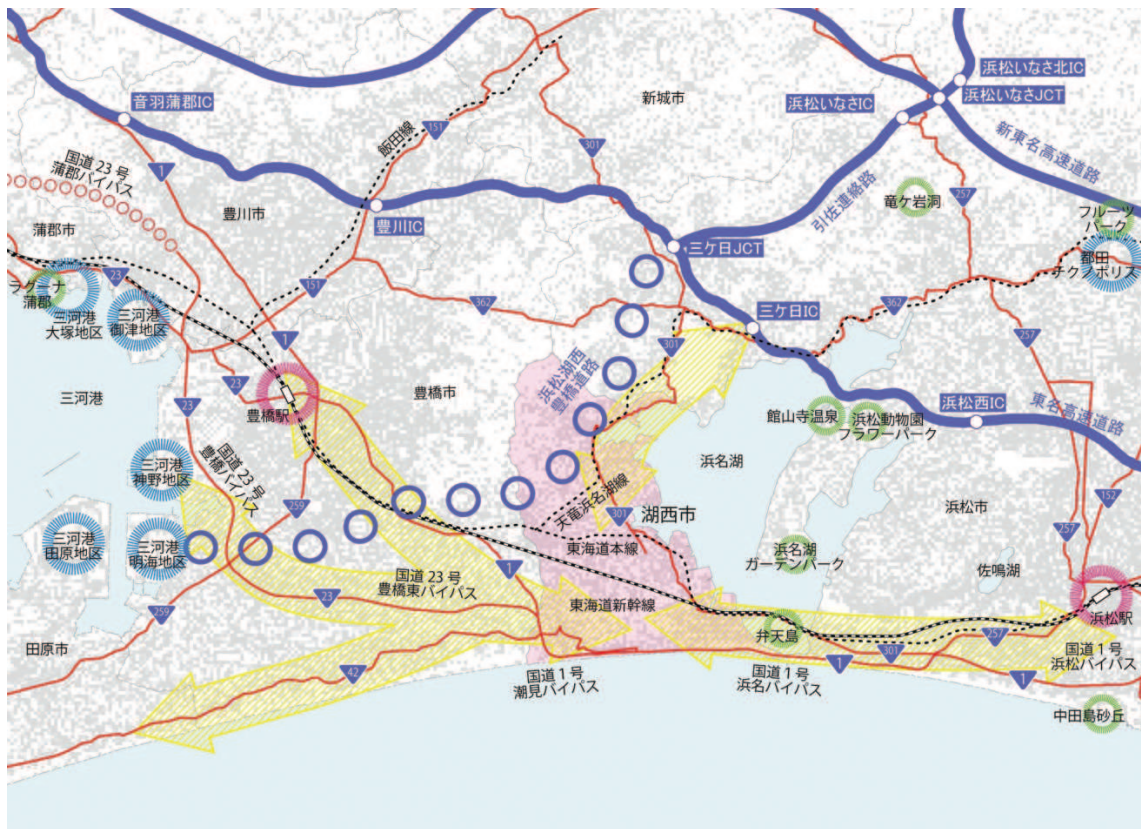 浜松いなさ北IC
音羽蒲郡IC
新城市
浜松いなさIC
浜松いなさJCT
151
飯田線
301
新東名高速道路
国道23号
蒲郡バイパス
1
257
竜ケ岩洞
豊川市
引佐連絡路
フルーツ
パーク
蒲郡市
豊川IC
三ケ日JCT
都田
テクノポリス
23
151
ラグーナ
蒲郡
三河港
大塚地区
三河港
御津地区
362
362
三ケ日IC
1
301
257
浜松湖西
豊橋道路
三河港
23
豊橋駅
豊橋市
23
館山寺温泉
浜松動物園
フラワーパーク
浜松西IC
東名高速道路
国道23号
豊橋バイパス
三河港
神野地区
浜名湖
天竜浜名湖線
152
259
301
湖西市
浜松市
257
三河港
田原地区
三河港
明海地区
東海道本線
浜名湖
ガーデンパーク
佐鳴湖
1
国道23号
豊橋東バイパス
23
259
東海道新幹線
弁天島
浜松駅
田原市
257
301
42
国道1号
潮見バイパス
国道1号
浜名バイパス
1
国道1号
浜松バイパス
1
中田島砂丘